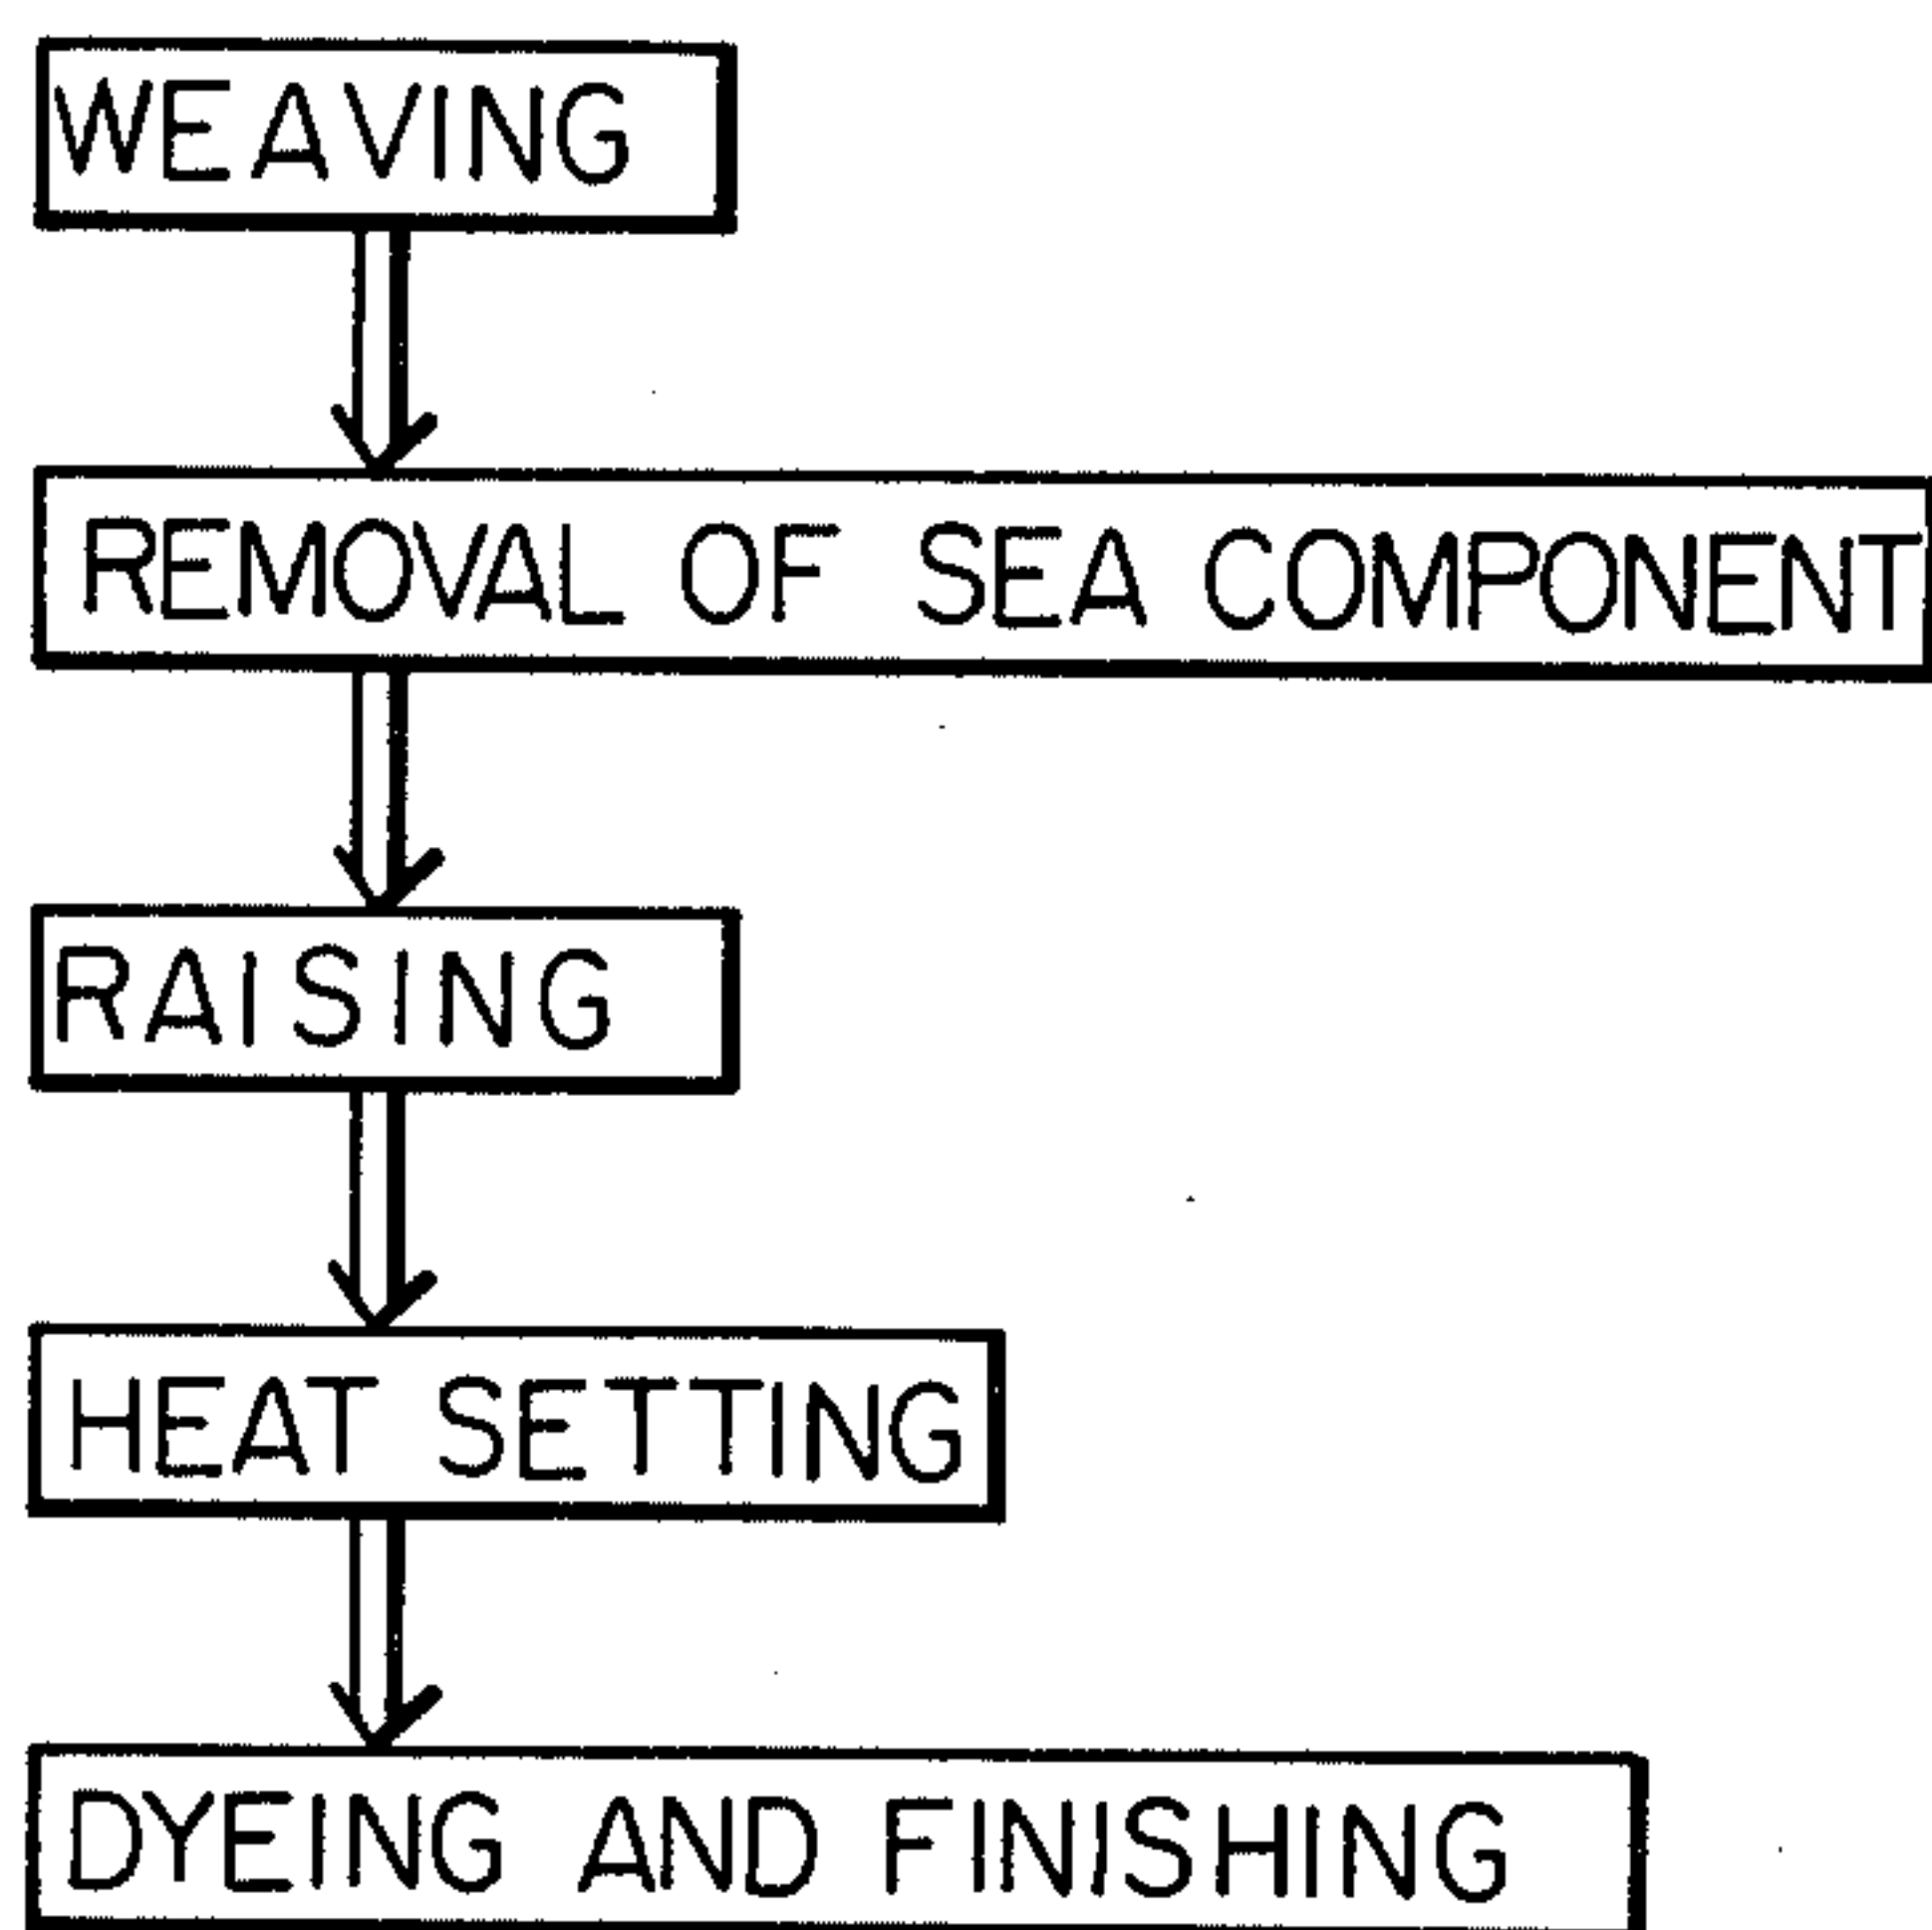 WEAVING
REMOVAL OF SEA COMPONENT
RAISING
HEAT SETTING
DYEING AND FINISHING